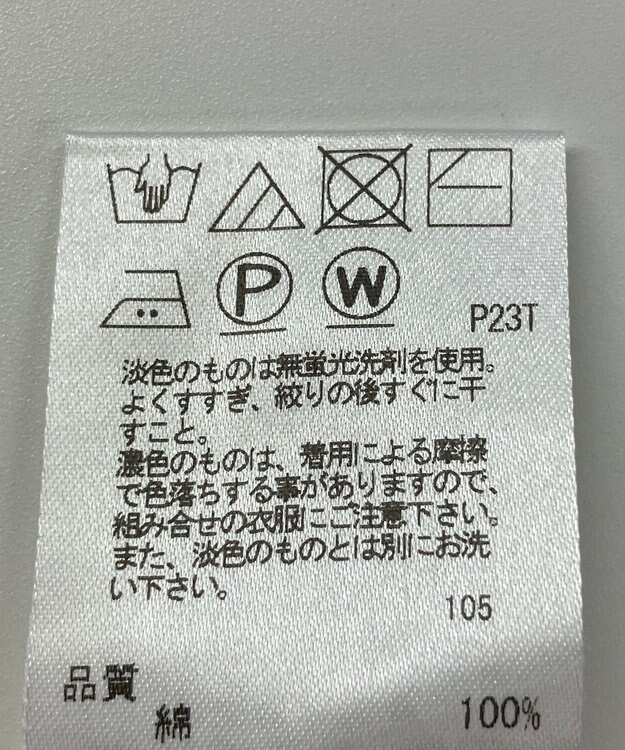 P W P23T
淡色のものは無蛍光洗剤を使用。
よくすすぎ、絞りの後すぐに干
すこと。
濃色のものは、着用による摩擦
で色落ちする事がありますので、
組み合せの衣服にご注意下さい。
また、淡色のものとは別にお洗
い下さい。
105
品質
綿 100%